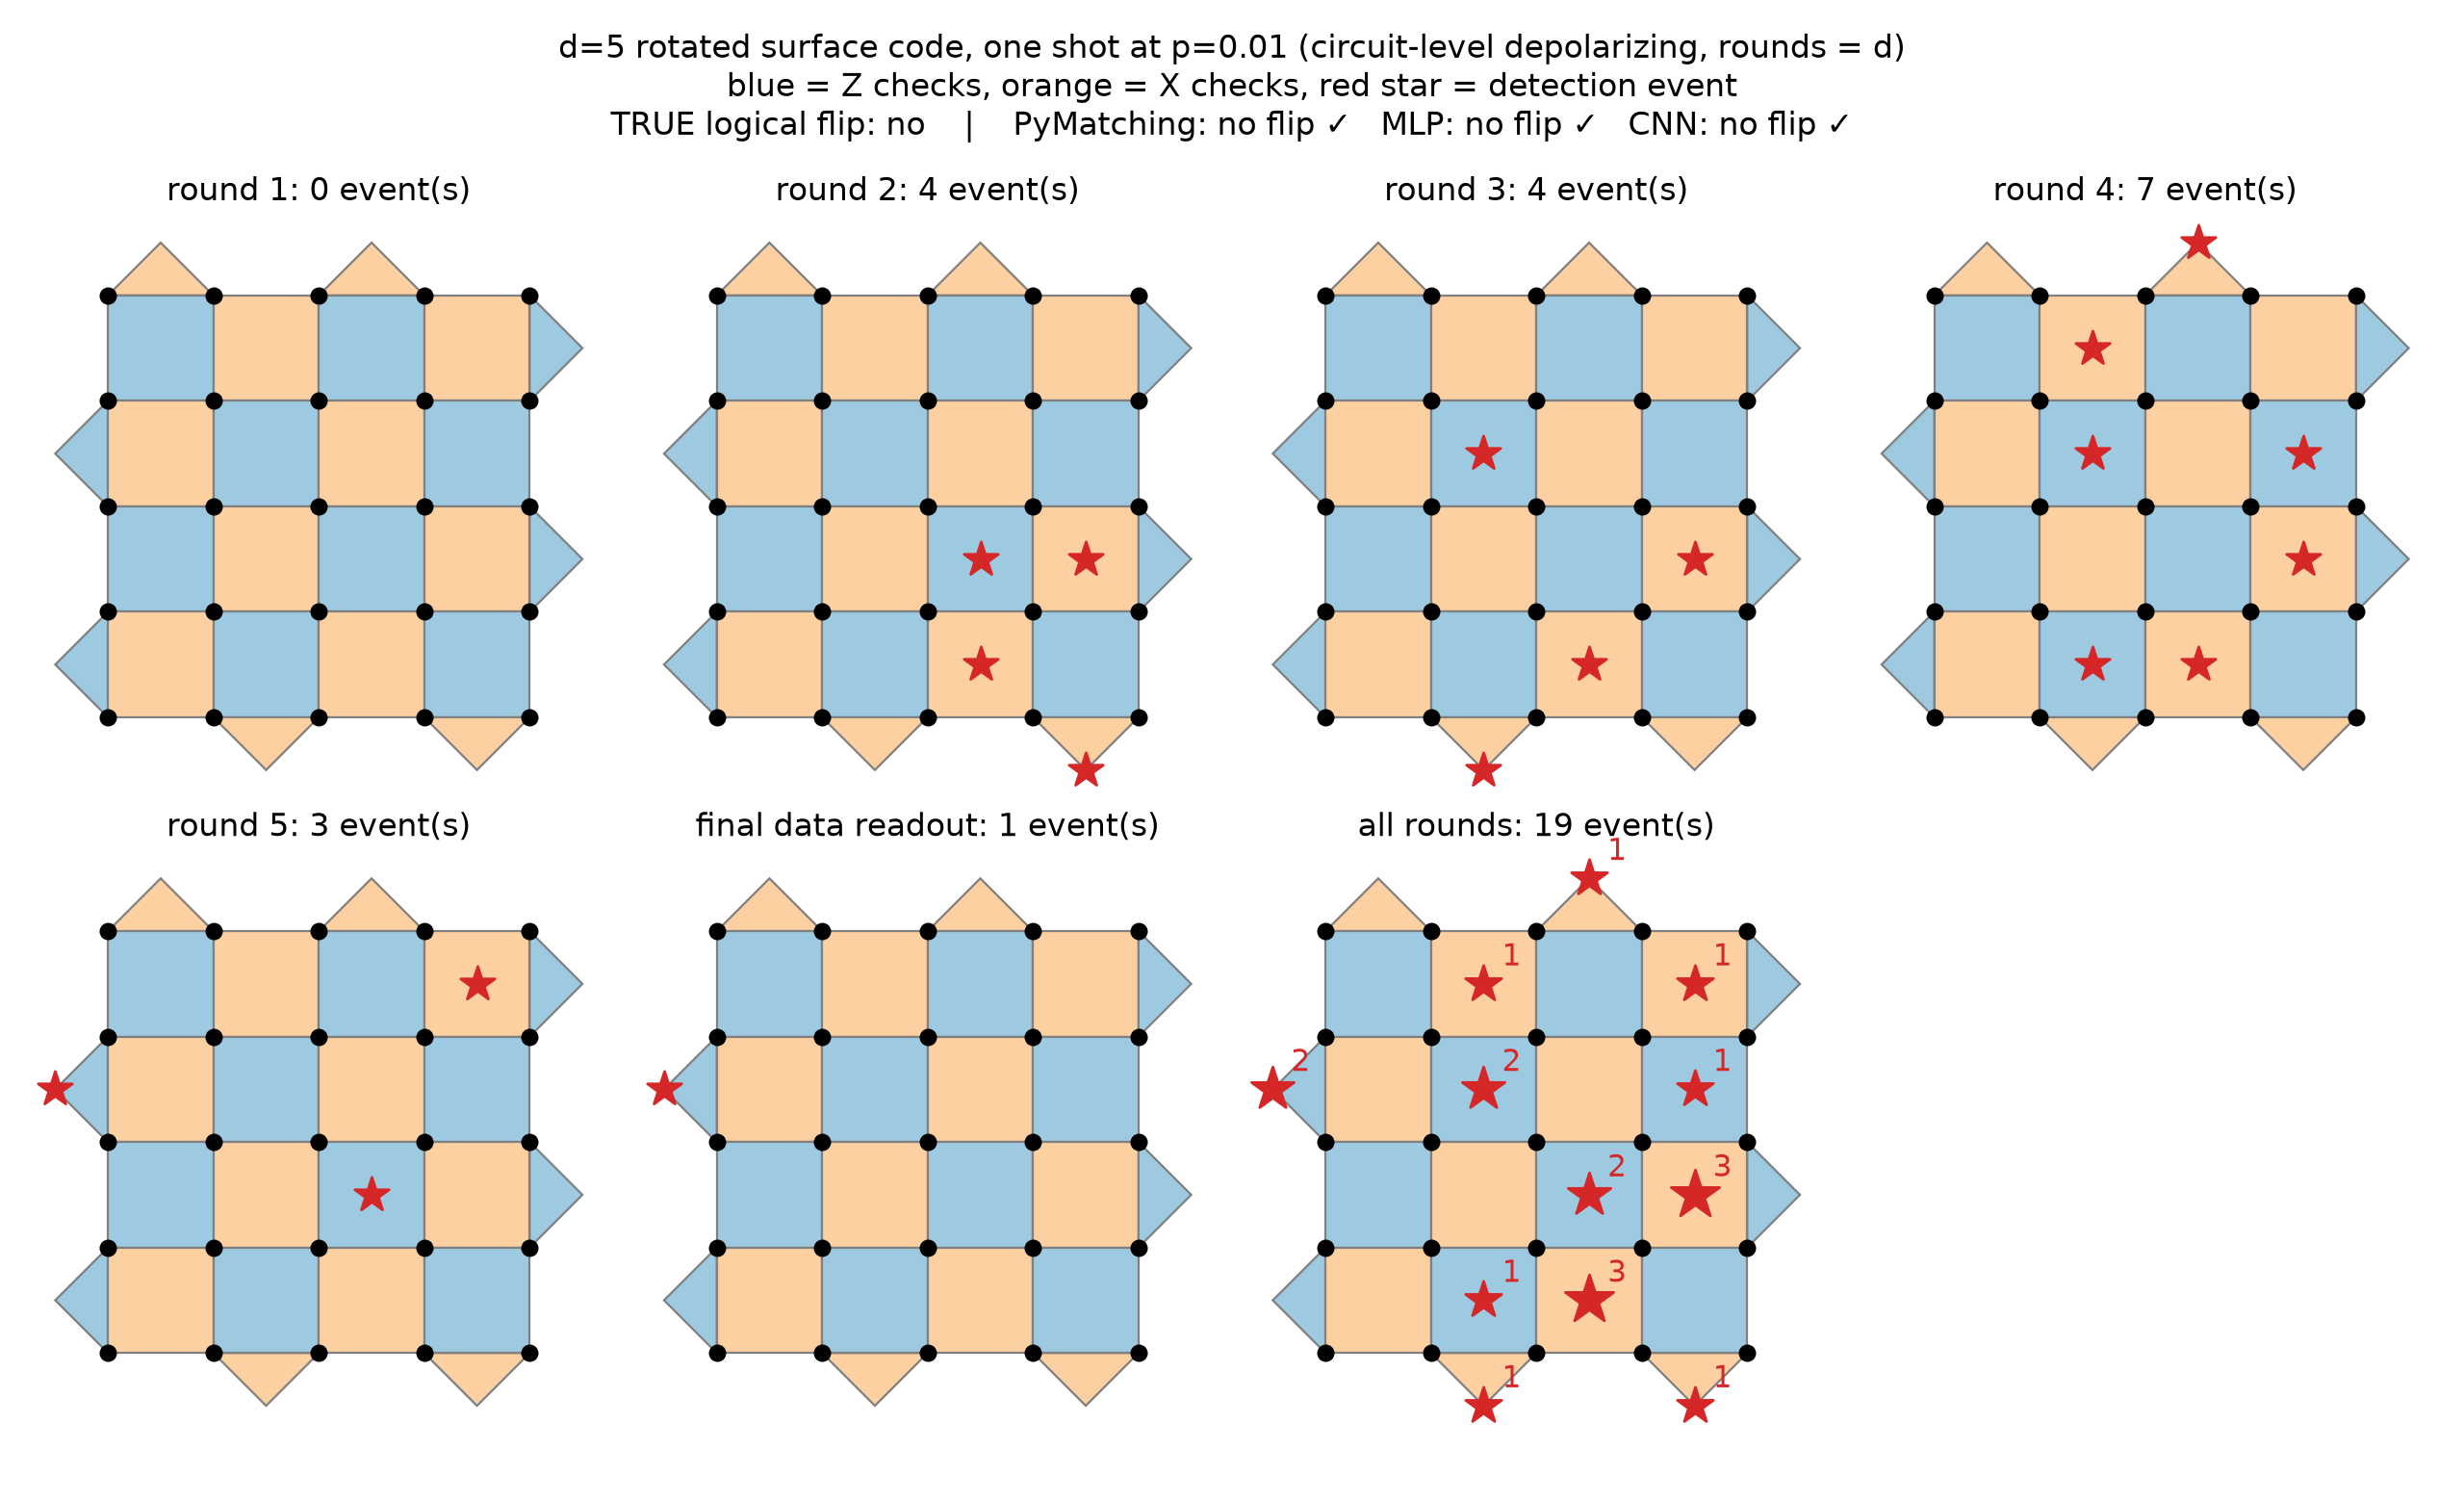 d=5 rotated surface code, one shot at p=0.01 (circuit-level depolarizing, rounds = d)
blue = Z checks, orange = X checks, red star = detection event
TRUE logical flip: no | PyMatching: no flip ✓ MLP: no flip ✓ CNN: no flip ✓
round 1: 0 event(s)
round 2: 4 event(s)
round 3: 4 event(s)
round 4: 7 event(s)
round 5: 3 event(s)
final data readout: 1 event(s)
all rounds: 19 event(s)
1
1 1
2 2 1
2 3
1 3
1 1